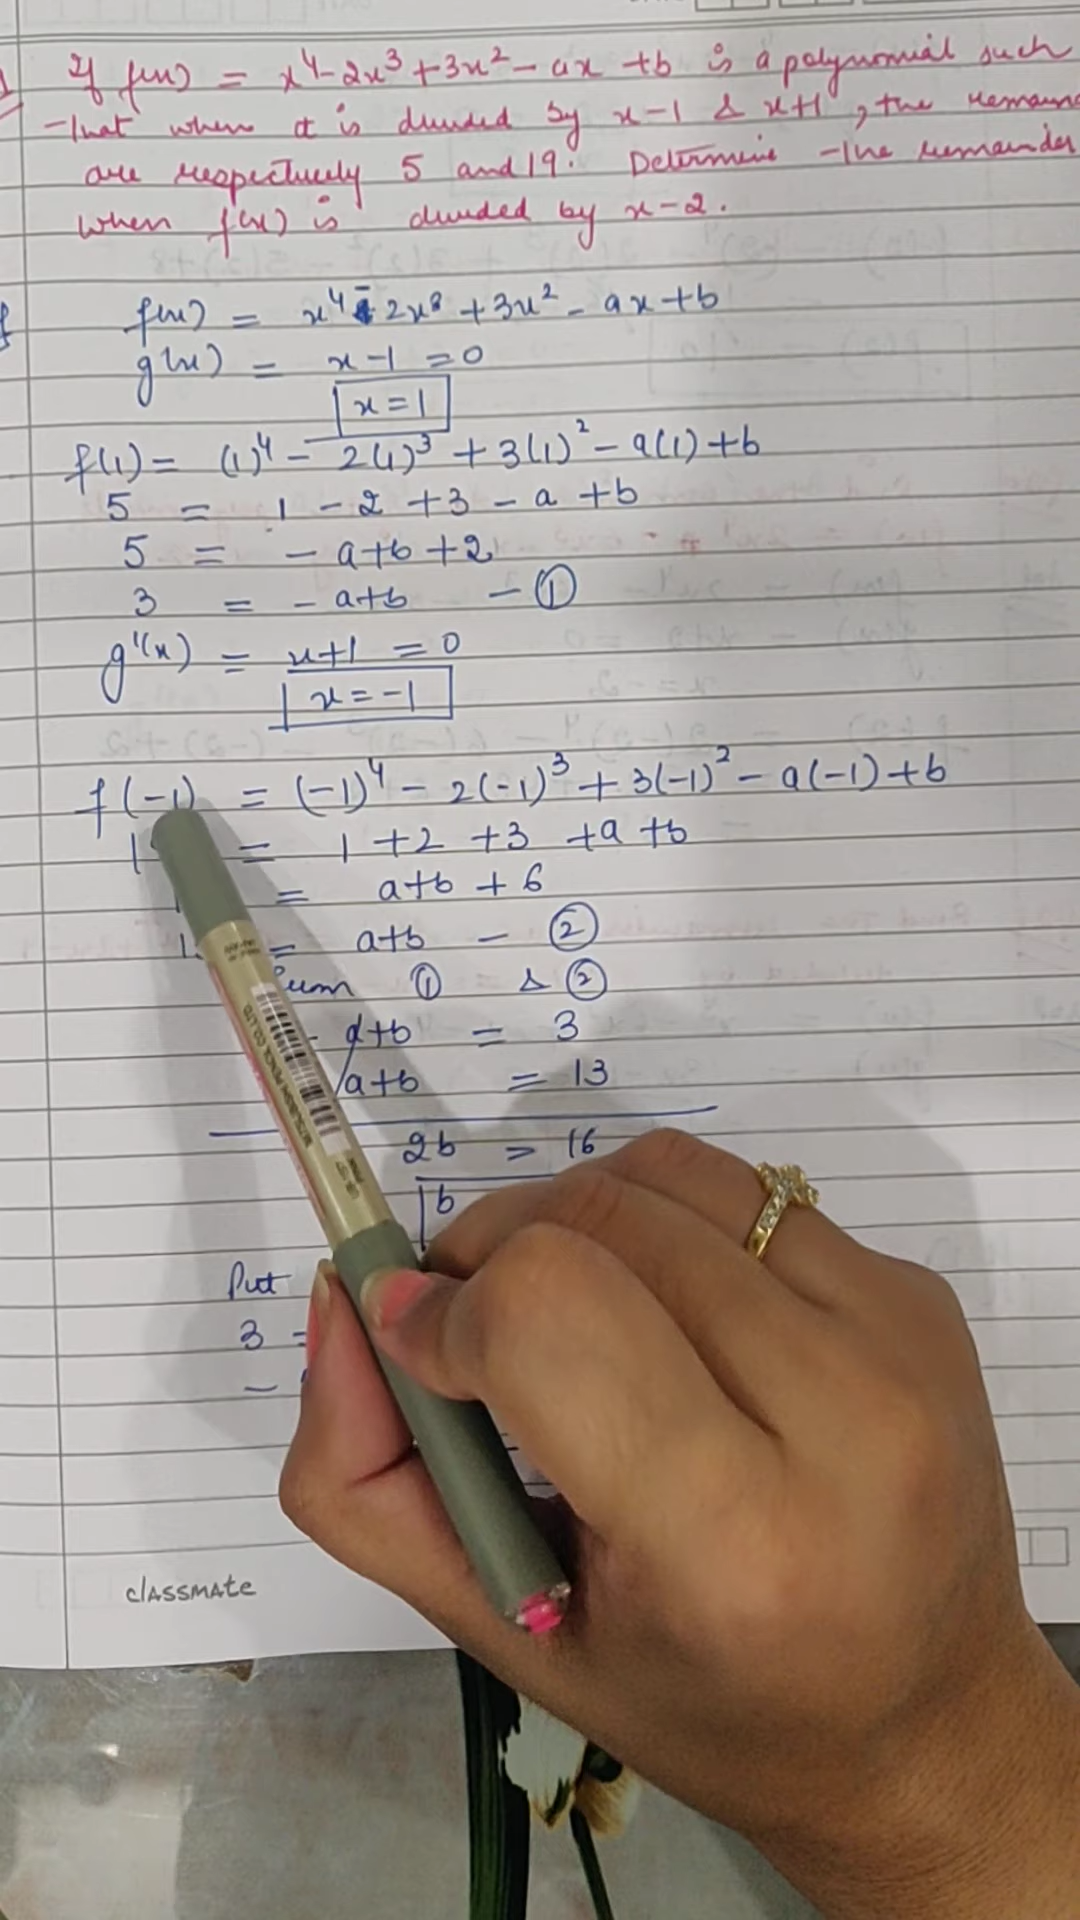 If f(x) = x⁴ - 2x³ + 3x² - ax + b is a polynomial such
that when it is divided by x-1 & x+1, the
are respectively 5 and 19. Determine the remainder
when f(x) is divided by x-2.
f(x) = x⁴ - 2x³ + 3x² - ax + b
g(x) = x-1 = 0
x = 1
f(1) = (1)⁴ - 2(1)³ + 3(1)² - a(1) + b
5 = 1 - 2 + 3 - a + b
5 = - a + b + 2
3 = - a + b - ①
g'(x) = x+1 = 0
x = -1
f(-1) = (-1)⁴ - 2(-1)³ + 3(-1)² - a(-1) + b
1 = 1 + 2 + 3 + a + b
= a + b + 6
= a + b - ②
Sum ① & ②
- a + b = 3
a + b = 13
2b = 16
b
Put
3 =
-
classmate